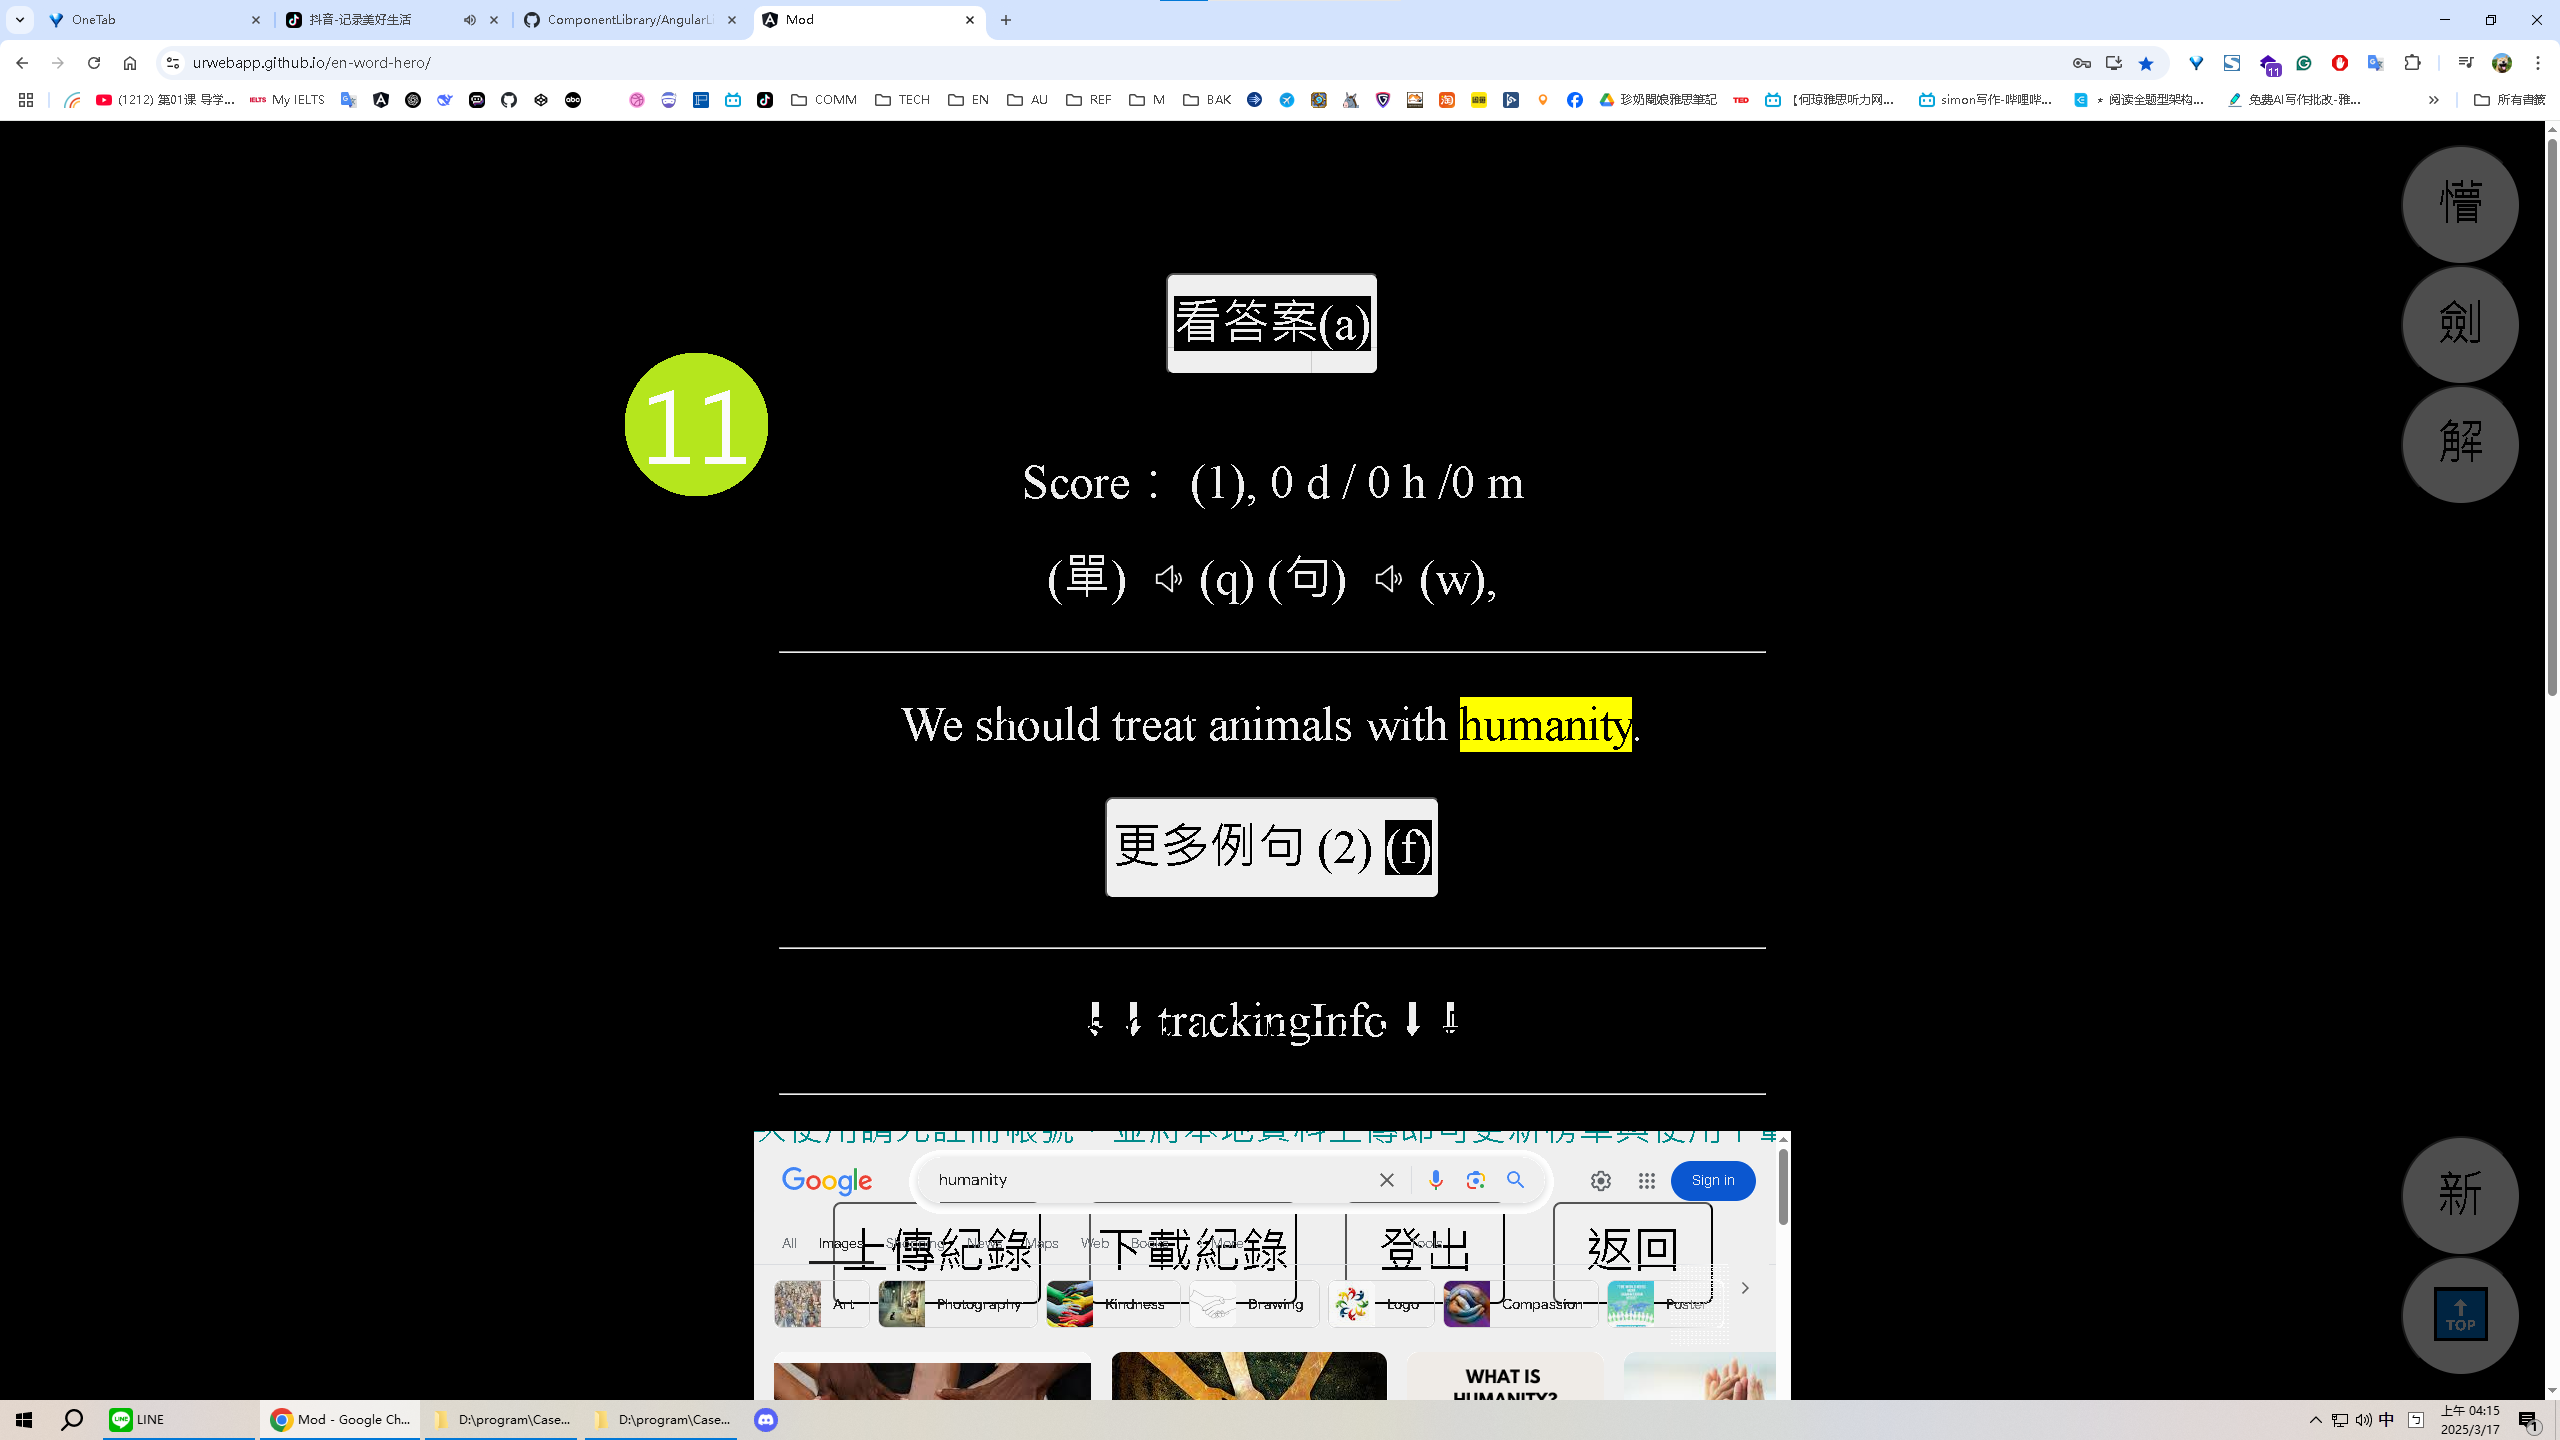 OneTab
抖音-记录美好生活
ComponentLibrary/AngularLi
Mod
urwebapp.github.io/en-word-hero/
11
(1212) 第01课 导学...
My IELTS
COMM
TECH
EN
AU
REF
M
BAK
珍奶閨娘雅思筆記
TED
【何琼雅思听力网...
simon写作-哔哩哔...
* 阅读全题型架构...
免费AI写作批改-雅...
»
所有書籤
懵
劍
解
看答案(a)
11
Score： (1), 0 d / 0 h /0 m
(單) (q) (句) (w),
We should treat animals with humanity.
更多例句 (2) (f)
⬇⬇trackingInfo⬇⬇
Google
humanity
Sign in
All Images Shopping News Maps Web Books More Tools
上傳紀錄
下載紀錄
登出
返回
Art
Photography
Kindness
Drawing
Logo
Compassion
Poster
WHAT IS
HUMANITY?
新
TOP
LINE
Mod - Google Ch...
D:\program\Case...
D:\program\Case...
中
ㄅ
上午 04:15
2025/3/17
1